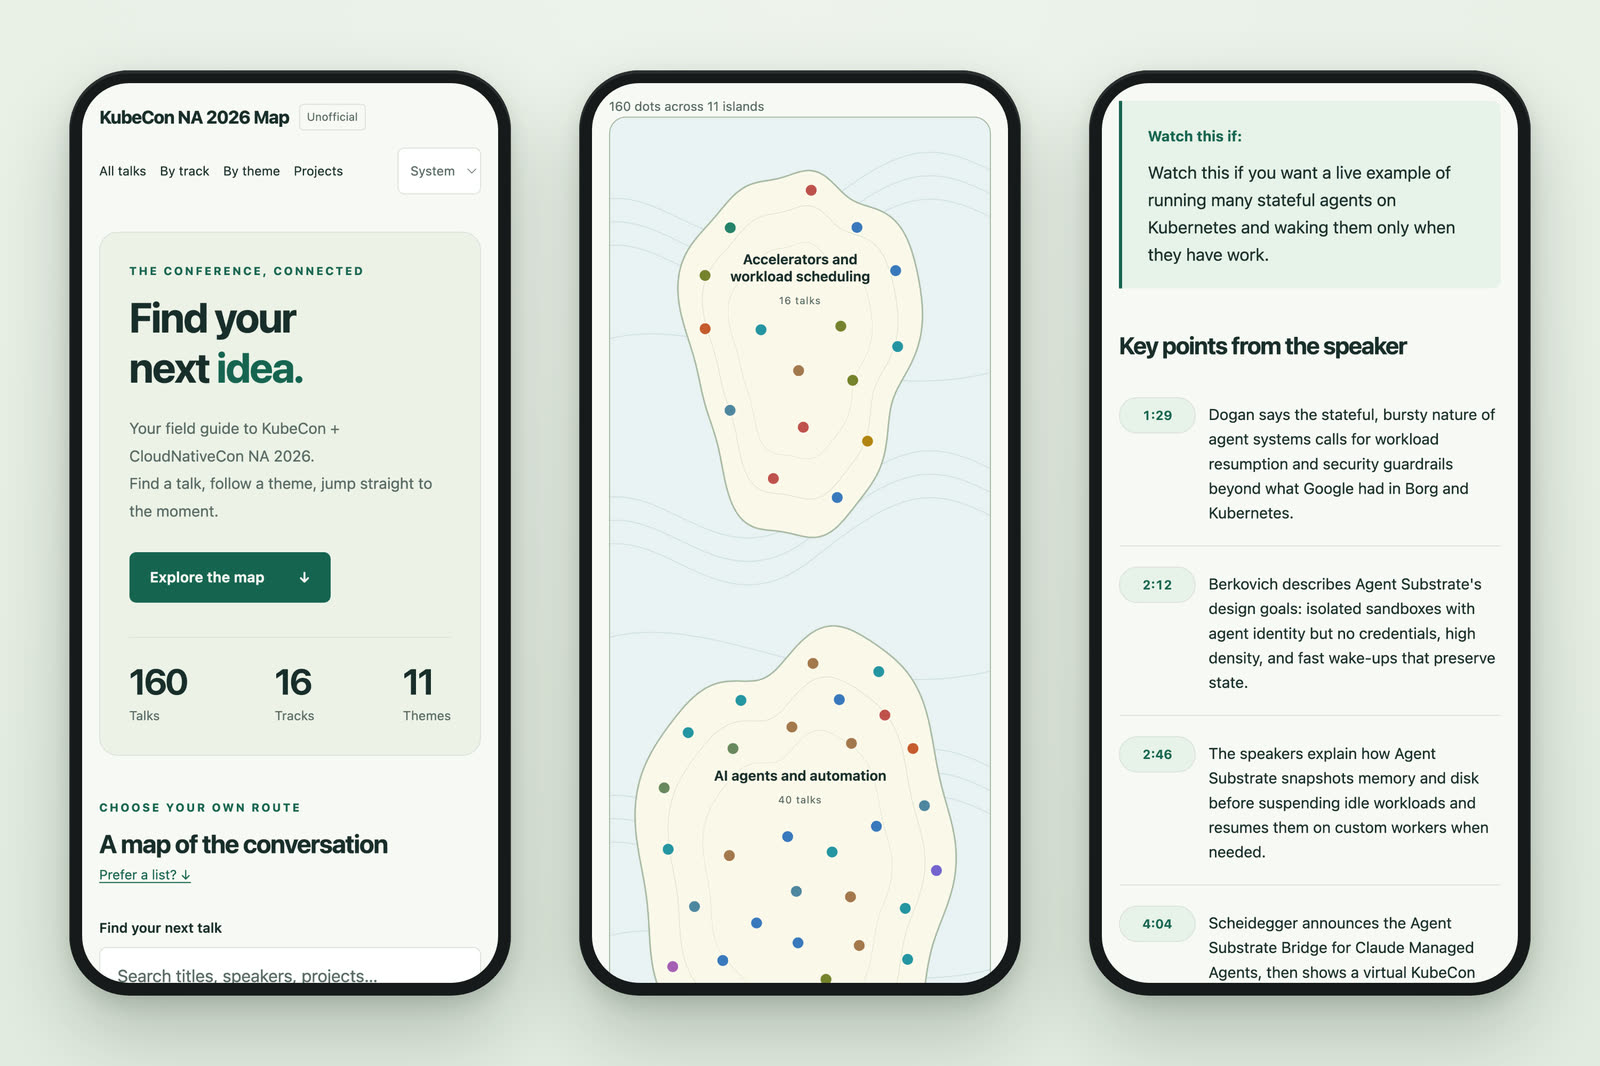 KubeCon NA 2026 Map
Unofficial
All talks
By track
By theme
Projects
System
THE CONFERENCE, CONNECTED
Find your
next idea.
Your field guide to KubeCon +
CloudNativeCon NA 2026.
Find a talk, follow a theme, jump straight to
the moment.
Explore the map ↓
160
Talks
16
Tracks
11
Themes
CHOOSE YOUR OWN ROUTE
A map of the conversation
Prefer a list? ↓
Find your next talk
Search titles, speakers, projects...
160 dots across 11 islands
Accelerators and
workload scheduling
16 talks
AI agents and automation
40 talks
Watch this if:
Watch this if you want a live example of
running many stateful agents on
Kubernetes and waking them only when
they have work.
Key points from the speaker
1:29
Dogan says the stateful, bursty nature of
agent systems calls for workload
resumption and security guardrails
beyond what Google had in Borg and
Kubernetes.
2:12
Berkovich describes Agent Substrate's
design goals: isolated sandboxes with
agent identity but no credentials, high
density, and fast wake-ups that preserve
state.
2:46
The speakers explain how Agent
Substrate snapshots memory and disk
before suspending idle workloads and
resumes them on custom workers when
needed.
4:04
Scheidegger announces the Agent
Substrate Bridge for Claude Managed
Agents, then shows a virtual KubeCon